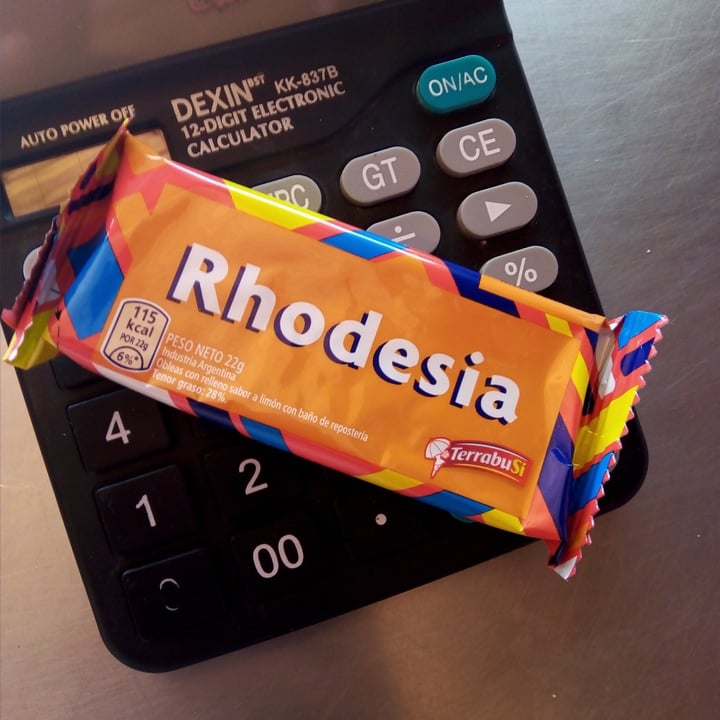 AUTO POWER OFF
DEXIN BST KK-837B
12-DIGIT ELECTRONIC
CALCULATOR
ON/AC
GT
CE
÷
▶
%
Rhodesia
115
kcal
POR 22g
6%*
PESO NETO 22g
Industria Argentina
Obleas con relleno sabor a limón con baño de repostería
Tenor graso: 28%.
TerrabuSi
4
1
2
00
.